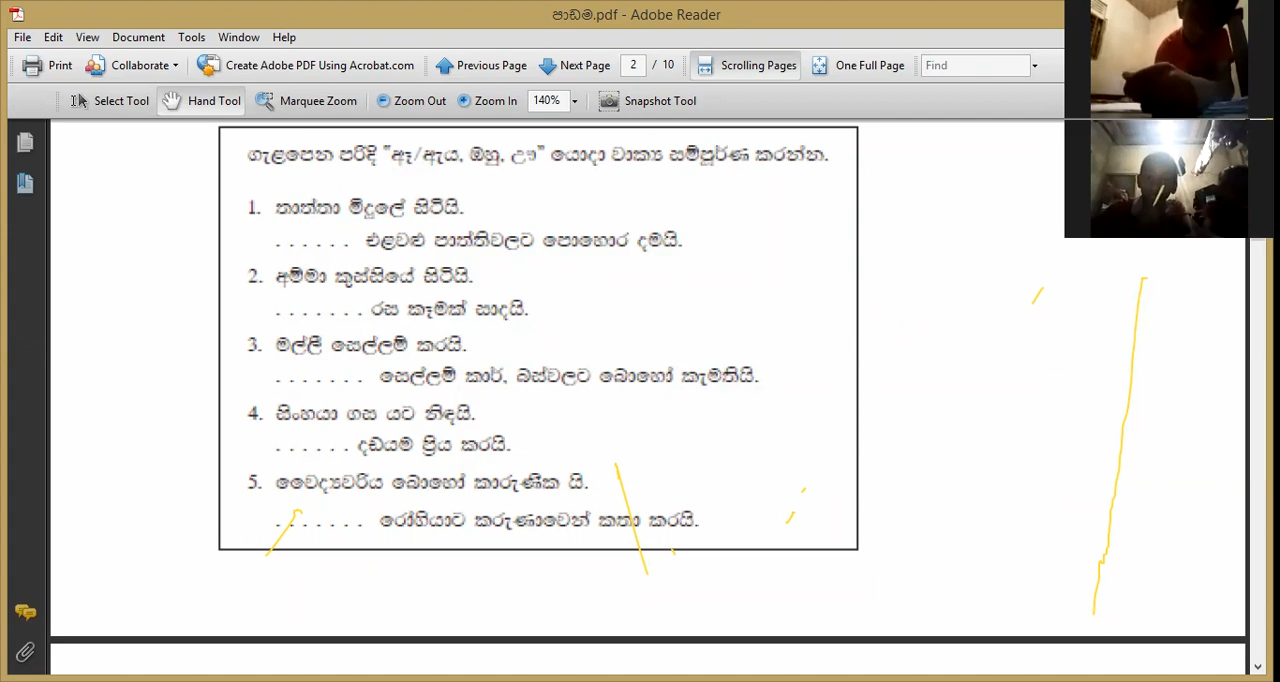 පාඩම.pdf - Adobe Reader
File Edit View Document Tools Window Help
Print Collaborate Create Adobe PDF Using Acrobat.com Previous Page Next Page 2 / 10 Scrolling Pages One Full Page Find
Select Tool Hand Tool Marquee Zoom Zoom Out Zoom In 140% Snapshot Tool
ගැළපෙන පරිදි "ඈ/ඇය, ඔහු, ඌ" යොදා වාක්‍ය සම්පූර්ණ කරන්න.
1. තාත්තා මිදුලේ සිටියි.
. . . . . . එළවළු පාත්තිවලට පොහොර දමයි.
2. අම්මා කුස්සියේ සිටියි.
. . . . . . . රස කෑමක් සාදයි.
3. මල්ලී සෙල්ලම් කරයි.
. . . . . . . සෙල්ලම් කාර්, බස්වලට බොහෝ කැමතියි.
4. සිංහයා ගස යට නිඳයි.
. . . . . . දඩයම ප්‍රිය කරයි.
5. වෛද්‍යවරිය බොහෝ කාරුණික යි.
. . . . . . . රෝගියාට කරුණාවෙන් කතා කරයි.